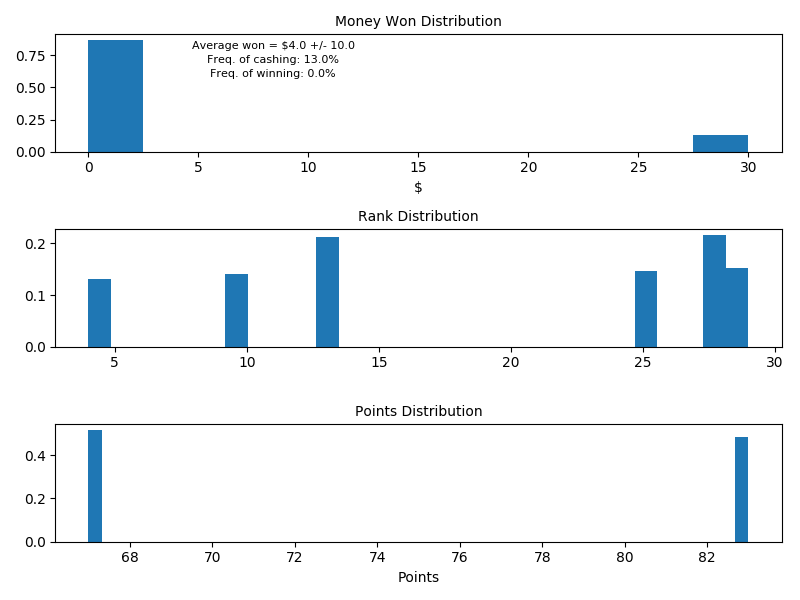 Money Won Distribution
Average won = $4.0 +/- 10.0
Freq. of cashing: 13.0%
Freq. of winning: 0.0%
0.75
0.50
0.25
0.00
0 5 10 15 20 25 30
$
Rank Distribution
0.2
0.1
0.0
5 10 15 20 25 30
Points Distribution
0.4
0.2
0.0
68 70 72 74 76 78 80 82
Points